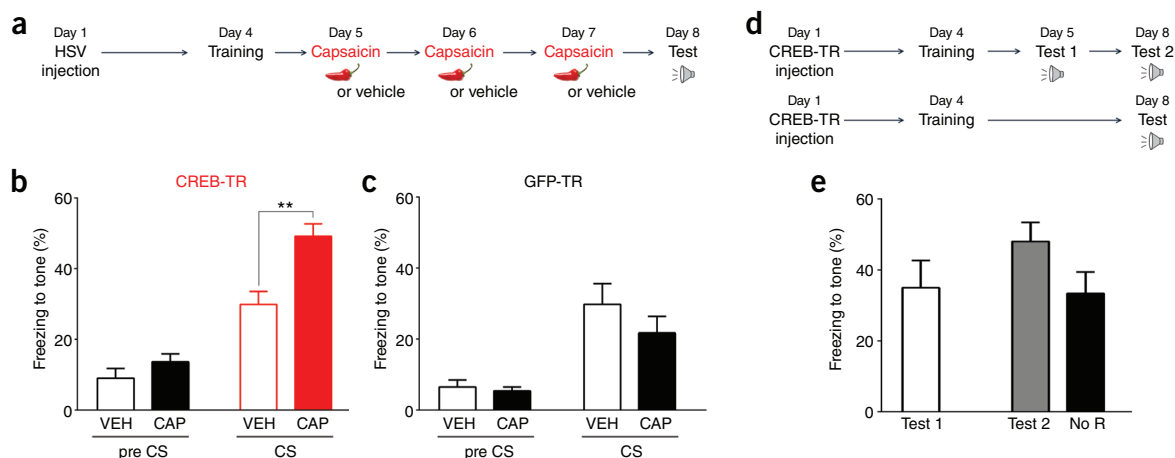 a
Day 1
HSV
injection
Day 4
Training
Day 5
Capsaicin
or vehicle
Day 6
Capsaicin
or vehicle
Day 7
Capsaicin
or vehicle
Day 8
Test
d
Day 1
CREB-TR
injection
Day 4
Training
Day 5
Test 1
Day 8
Test 2
Day 1
CREB-TR
injection
Day 4
Training
Day 8
Test
b
CREB-TR
Freezing to tone (%)
60
40
20
0
**
VEH CAP VEH CAP
pre CS CS
c
GFP-TR
Freezing to tone (%)
60
40
20
0
VEH CAP VEH CAP
pre CS CS
e
Freezing to tone (%)
60
40
20
0
Test 1 Test 2 No R